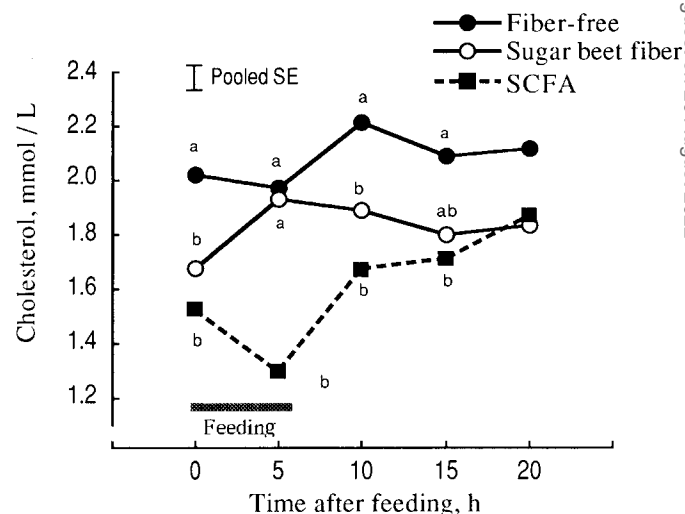 Fiber-free
Sugar beet fiber
SCFA
Pooled SE
Cholesterol, mmol / L
2.4
2.2
2.0
1.8
1.6
1.4
1.2
a
a
a
a
b
a
b
ab
b
b
b
b
Feeding
0 5 10 15 20
Time after feeding, h